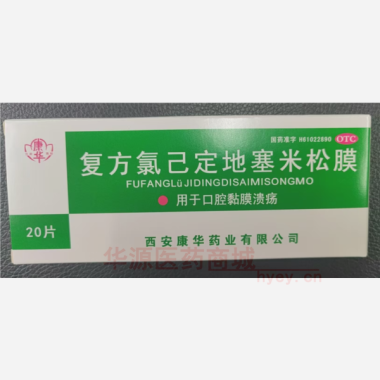 国药准字 H61022890 OTC
康华
复方氯己定地塞米松膜
FUFANGLüJIDINGDISAIMISONGMO
用于口腔黏膜溃疡
20片
西安康华药业有限公司
华源医药商城
hyey.cn